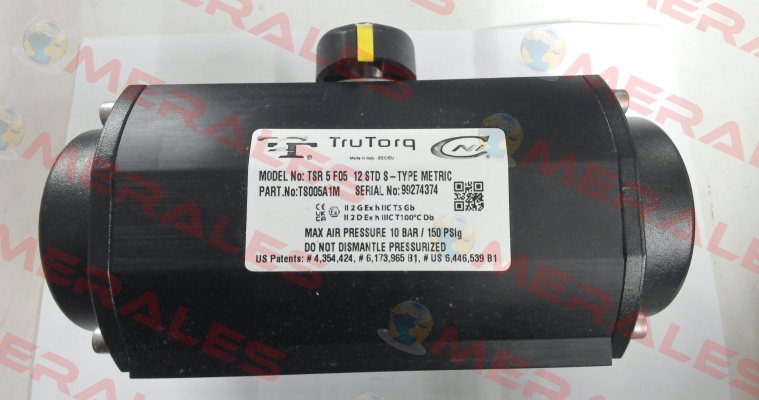 TruTorq
Made in Italy - EEC/EU
CNi
MODEL No: TSR 5 F05 12 STD S-TYPE METRIC
PART.No:TS005A1M SERIAL No:99274374
II 2 G Ex h IIC T5 Gb
II 2 D Ex h IIIC T100°C Db
MAX AIR PRESSURE 10 BAR / 150 PSIg
DO NOT DISMANTLE PRESSURIZED
US Patents: # 4,354,424, # 6,173,965 B1, # US 6,446,539 B1
MERALES
MERALES
MERALES
MERALES
MERALES